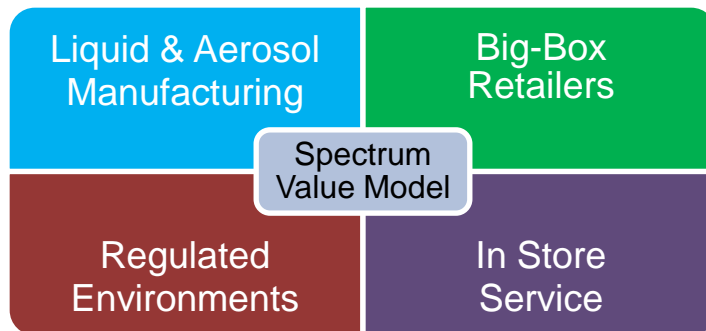 Liquid & Aerosol
Manufacturing
Big-Box
Retailers
Spectrum
Value Model
Regulated
Environments
In Store
Service